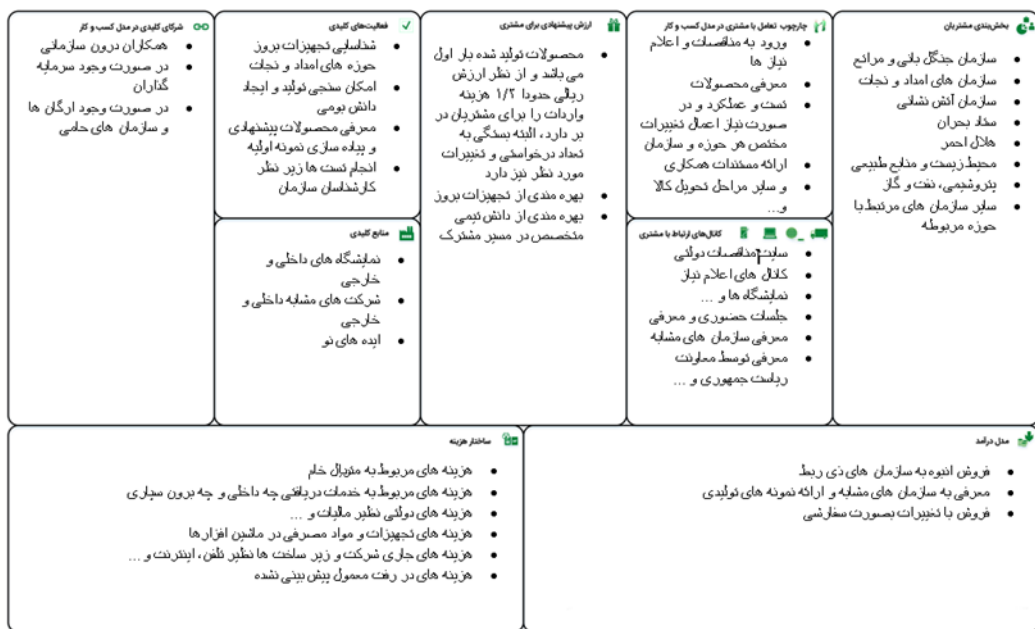 بخش‌بندی مشتریان
سازمان جنگل بانی و مراتع
سازمان های امداد و نجات
سازمان آتش نشانی
ستاد بحران
هلال احمر
محیط زیست و منابع طبیعی
پتروشیمی، نفت و گاز
سایر سازمان های مرتبط با
حوزه مربوطه
چارچوب تعامل با مشتری در مدل کسب و کار
ورود به مناقصات و اعلام
نیاز ها
معرفی محصولات
تست و عملکرد و در
صورت نیاز اعمال تغییرات
مختص هر حوزه و سازمان
ارائه مستندات همکاری
و سایر مراحل تحویل کالا
و...
کانال‌های ارتباط با مشتری
سایت مناقصات دولتی
کانال های اعلام نیاز
نمایشگاه ها و ...
جلسات حضوری و معرفی
معرفی سازمان های مشابه
معرفی توسط معاونت
ریاست جمهوری و ...
ارزش پیشنهادی برای مشتری
محصولات تولید شده بار اول
می باشد و از نظر ارزش
ریالی حدودا ۱/۲ هزینه
واردات را برای مشتریان در
بر دارد، البته بستگی به
تعداد درخواستی و تغییرات
مورد نظر نیز دارد
بهره مندی از تجهیزات بروز
بهره مندی از دانش تیمی
متخصص در مسیر مشترک
فعالیت‌های کلیدی
شناسایی تجهیزات بروز
حوزه های امداد و نجات
امکان سنجی تولید و ایجاد
دانش بومی
معرفی محصولات پیشنهادی
و پیاده سازی نمونه اولیه
انجام تست ها زیر نظر
کارشناسان سازمان
منابع کلیدی
نمایشگاه های داخلی و
خارجی
شرکت های مشابه داخلی و
خارجی
ایده های نو
شرکای کلیدی در مدل کسب و کار
همکاران درون سازمانی
در صورت وجود سرمایه
گذاران
در صورت وجود ارگان ها
و سازمان های حامی
مدل درآمد
فروش انبوه به سازمان های ذی ربط
معرفی به سازمان های مشابه و ارائه نمونه های تولیدی
فروش با تغییرات بصورت سفارشی
ساختار هزینه
هزینه های مربوط به متریال خام
هزینه های مربوط به خدمات دریافتی چه داخلی و چه برون سپاری
هزینه های دولتی نظیر مالیات و ...
هزینه های تجهیزات و مواد مصرفی در ماشین افزار ها
هزینه های جاری شرکت و زیر ساخت ها نظیر تلفن، اینترنت و ...
هزینه های در رفت معمول پیش بینی نشده